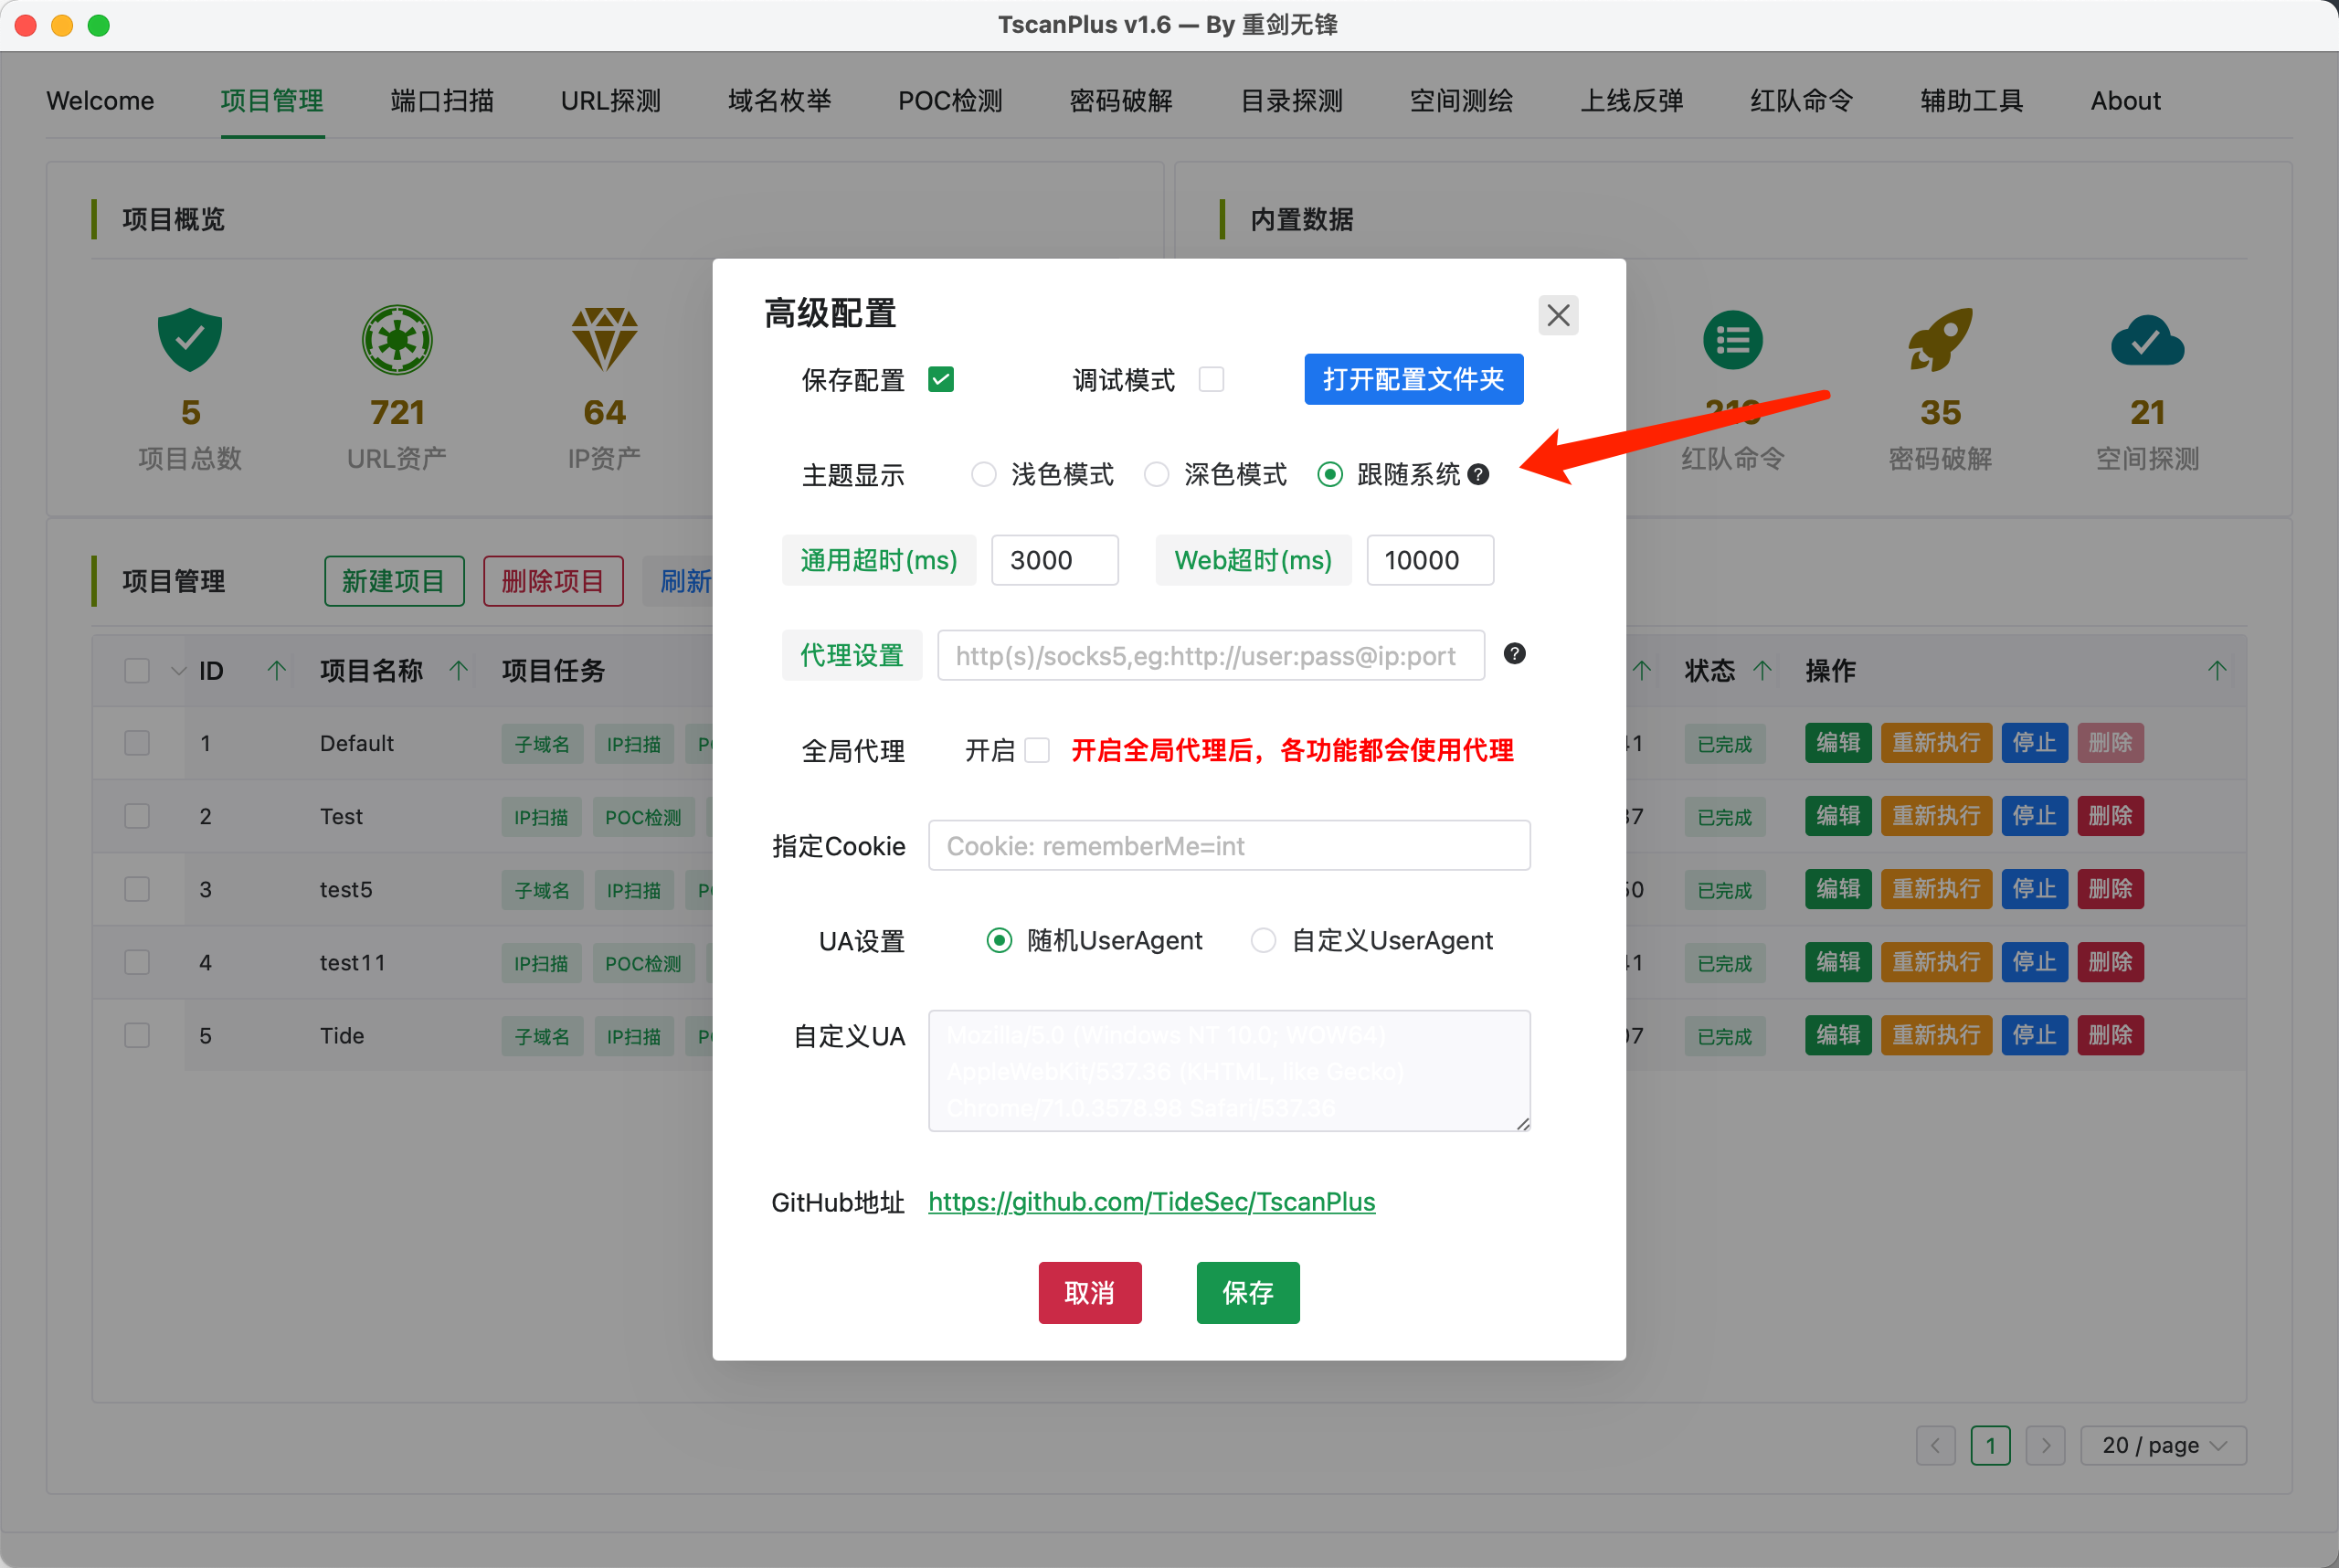 TscanPlus v1.6 — By 重剑无锋
Welcome 项目管理 端口扫描 URL探测 域名枚举 POC检测 密码破解 目录探测 空间测绘 上线反弹 红队命令 辅助工具 About
项目概览
5 721 64
项目总数 URL资产 IP资产
内置数据
35 21
红队命令 密码破解 空间探测
项目管理 新建项目 删除项目 刷新
ID 项目名称 项目任务 状态 操作
1 Default 子域名 IP扫描 41 已完成 编辑 重新执行 停止 删除
2 Test IP扫描 POC检测 37 已完成 编辑 重新执行 停止 删除
3 test5 子域名 IP扫描 50 已完成 编辑 重新执行 停止 删除
4 test11 IP扫描 POC检测 41 已完成 编辑 重新执行 停止 删除
5 Tide 子域名 IP扫描 07 已完成 编辑 重新执行 停止 删除
1 20 / page
高级配置
保存配置 调试模式 打开配置文件夹
主题显示 浅色模式 深色模式 跟随系统
通用超时(ms) 3000 Web超时(ms) 10000
代理设置 http(s)/socks5,eg:http://user:pass@ip:port
全局代理 开启 开启全局代理后，各功能都会使用代理
指定Cookie Cookie: rememberMe=int
UA设置 随机UserAgent 自定义UserAgent
自定义UA Mozilla/5.0 (Windows NT 10.0; WOW64)
AppleWebKit/537.36 (KHTML, like Gecko)
Chrome/71.0.3578.98 Safari/537.36
GitHub地址 https://github.com/TideSec/TscanPlus
取消 保存